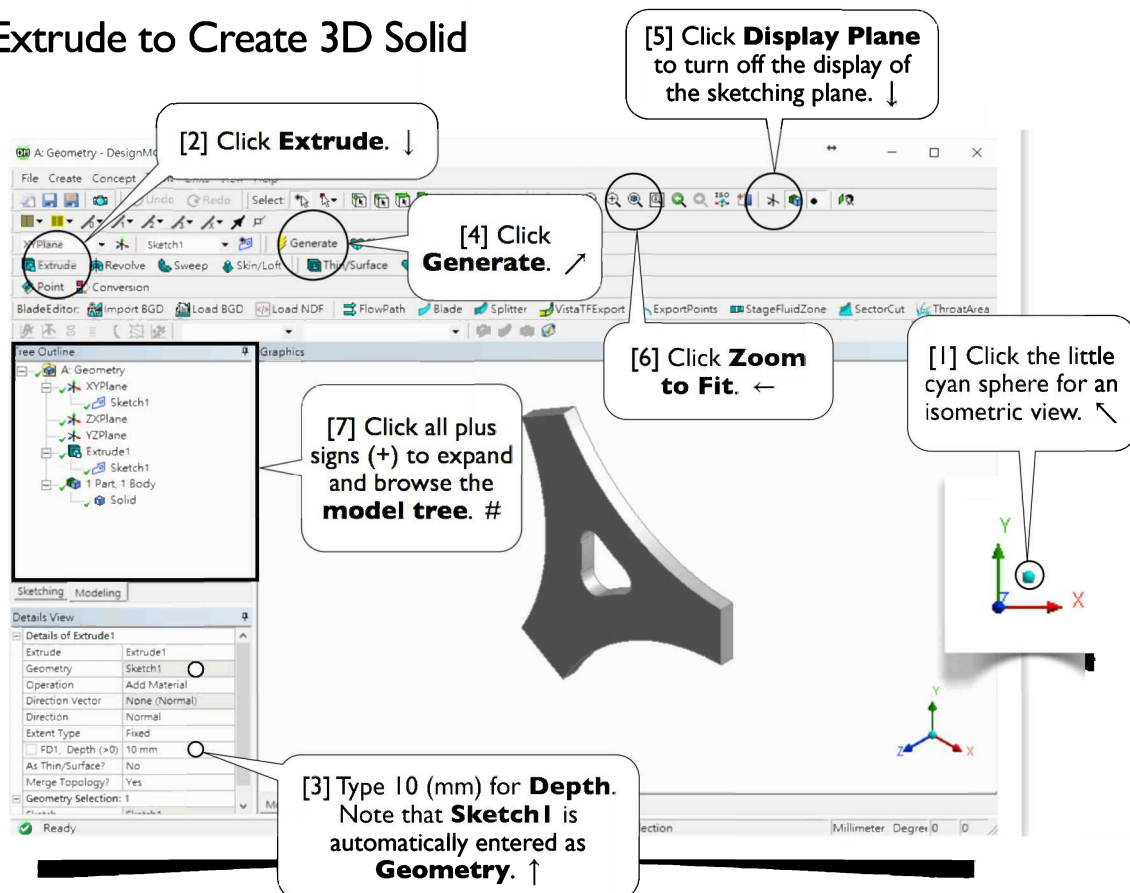 Extrude to Create 3D Solid
[5] Click Display Plane
to turn off the display of
the sketching plane. ↓
[2] Click Extrude. ↓
A: Geometry - DesignM
File Create Concept
Undo Redo Select:
[4] Click
Generate. ↗
XYPlane Sketch1 Generate
Extrude Revolve Sweep Skin/Loft Thin/Surface
Point Conversion
BladeEditor: Import BGD Load BGD Load NDF FlowPath Blade Splitter VistaTFExport ExportPoints StageFluidZone SectorCut ThroatArea
Tree Outline
Graphics
[6] Click Zoom
to Fit. ←
[1] Click the little
cyan sphere for an
isometric view. ↖
A: Geometry
XYPlane
Sketch1
ZXPlane
YZPlane
Extrude1
Sketch1
1 Part, 1 Body
Solid
[7] Click all plus
signs (+) to expand
and browse the
model tree. #
Y
Z X
Sketching Modeling
Details View
Details of Extrude1
Extrude Extrude1
Geometry Sketch1
Operation Add Material
Direction Vector None (Normal)
Direction Normal
Extent Type Fixed
FD1, Depth (>0) 10 mm
As Thin/Surface? No
Merge Topology? Yes
Geometry Selection: 1
Y
Z X
[3] Type 10 (mm) for Depth.
Note that Sketch1 is
automatically entered as
Geometry. ↑
Ready
ection
Millimeter Degree 0 0